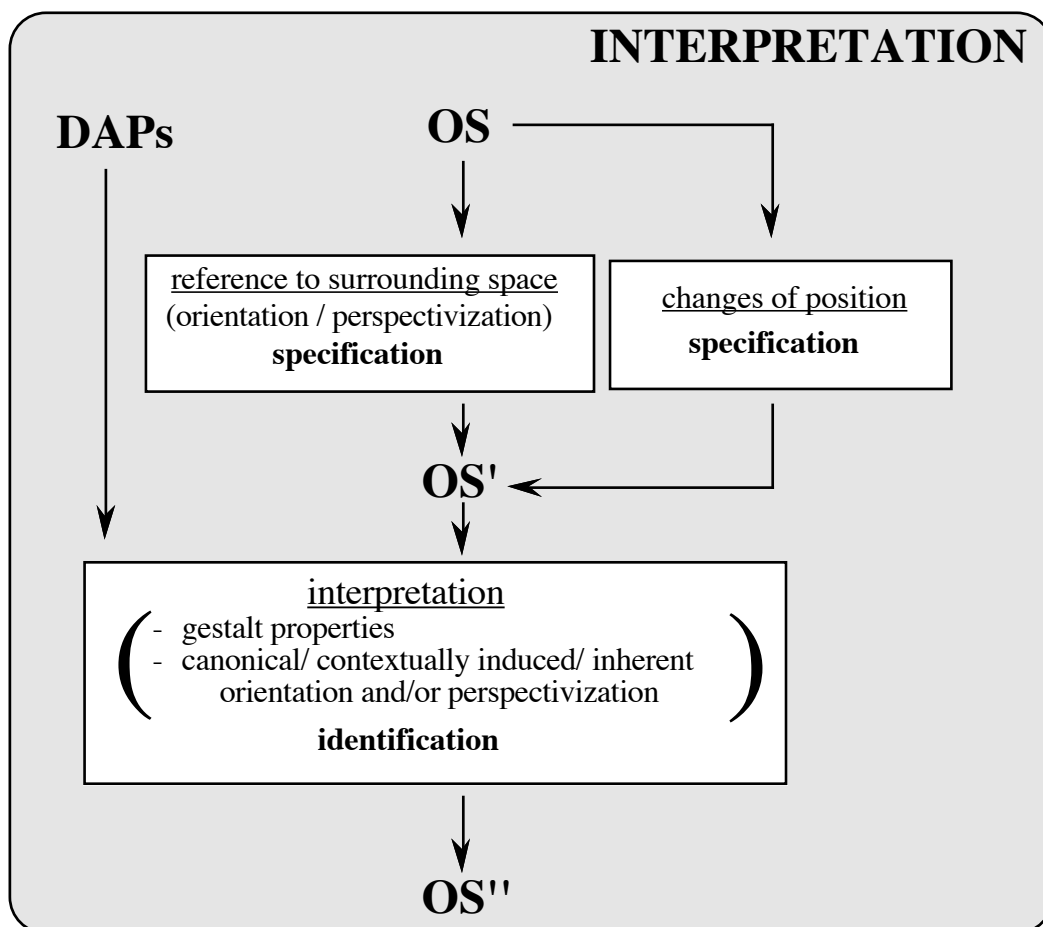 INTERPRETATION
DAPs
OS
reference to surrounding space
(orientation / perspectivization)
specification
changes of position
specification
OS'
interpretation
( - gestalt properties
- canonical/ contextually induced/ inherent
orientation and/or perspectivization )
identification
OS''